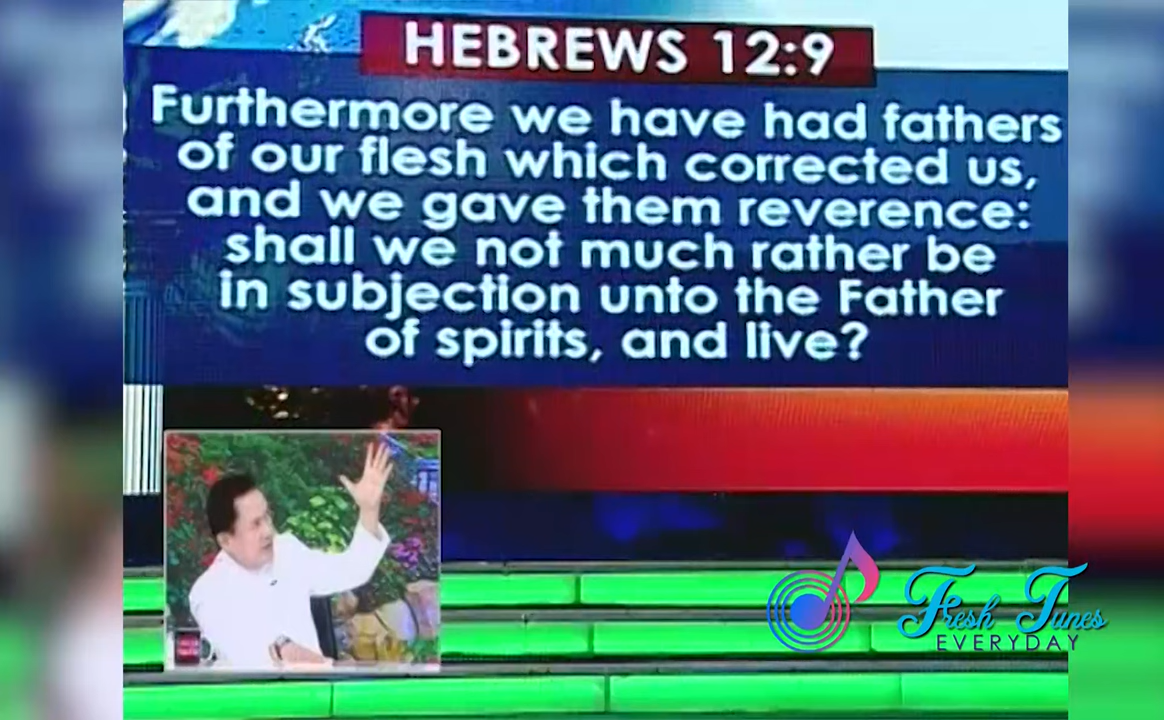 HEBREWS 12:9
Furthermore we have had fathers
of our flesh which corrected us,
and we gave them reverence:
shall we not much rather be
in subjection unto the Father
of spirits, and live?
Fresh Tunes
EVERYDAY